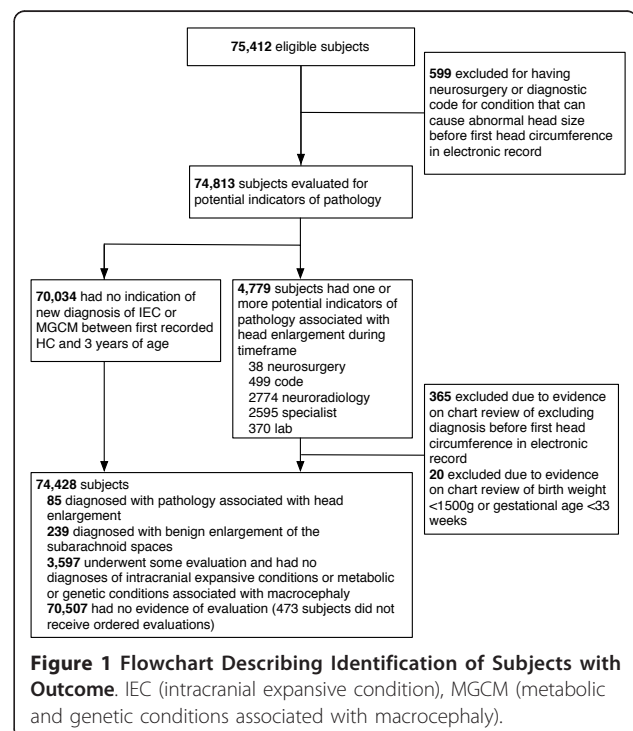 75,412 eligible subjects
599 excluded for having
neurosurgery or diagnostic
code for condition that can
cause abnormal head size
before first head circumference
in electronic record
74,813 subjects evaluated for
potential indicators of pathology
70,034 had no indication of
new diagnosis of IEC or
MGCM between first recorded
HC and 3 years of age
4,779 subjects had one or
more potential indicators of
pathology associated with
head enlargement during
timeframe
38 neurosurgery
499 code
2774 neuroradiology
2595 specialist
370 lab
365 excluded due to evidence
on chart review of excluding
diagnosis before first head
circumference in electronic
record
20 excluded due to evidence
on chart review of birth weight
<1500g or gestational age <33
weeks
74,428 subjects
85 diagnosed with pathology associated with head
enlargement
239 diagnosed with benign enlargement of the
subarachnoid spaces
3,597 underwent some evaluation and had no
diagnoses of intracranial expansive conditions or metabolic
or genetic conditions associated with macrocephaly
70,507 had no evidence of evaluation (473 subjects did not
receive ordered evaluations)
Figure 1 Flowchart Describing Identification of Subjects with
Outcome. IEC (intracranial expansive condition), MGCM (metabolic
and genetic conditions associated with macrocephaly).